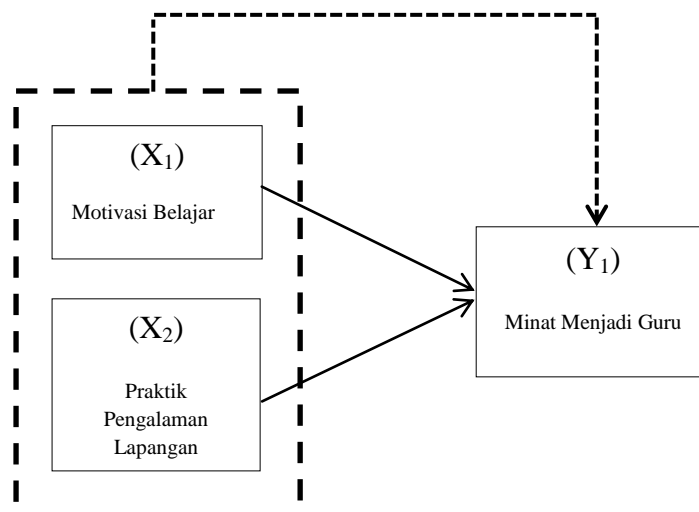 (X₁)
Motivasi Belajar
(X₂)
Praktik
Pengalaman
Lapangan
(Y₁)
Minat Menjadi Guru